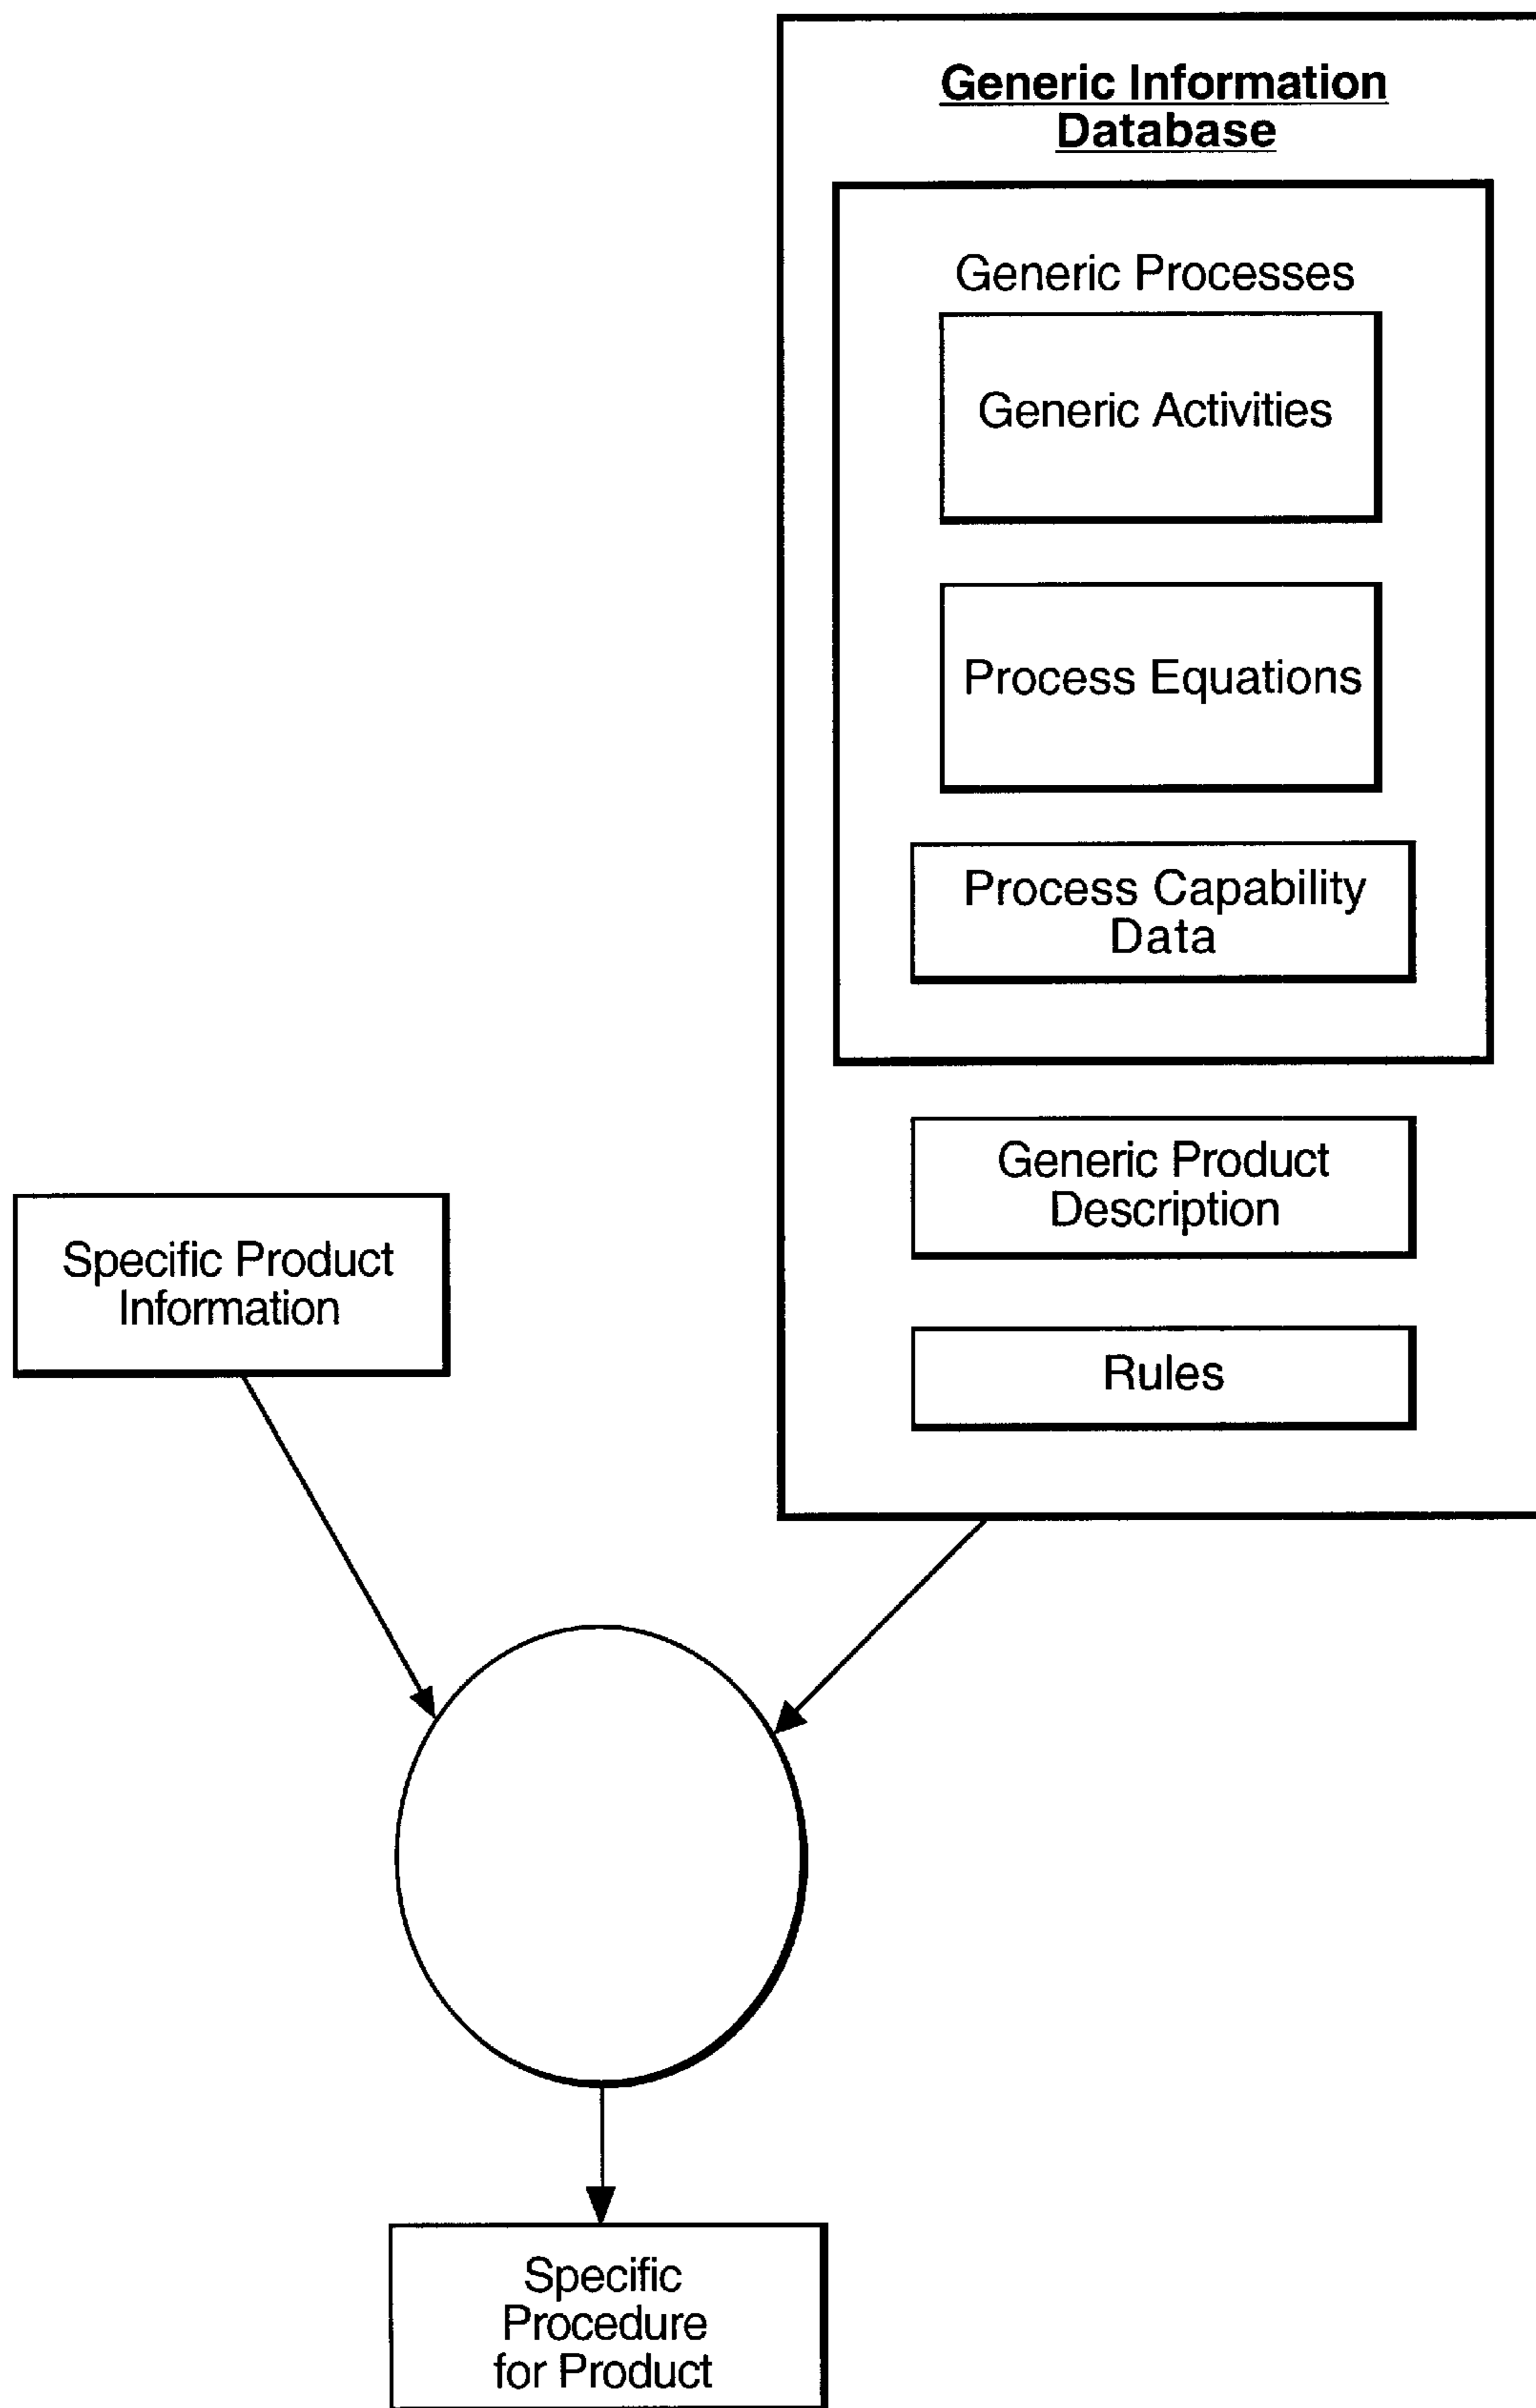 Generic Information
Database
Generic Processes
Generic Activities
Process Equations
Process Capability
Data
Generic Product
Description
Rules
Specific Product
Information
Specific
Procedure
for Product